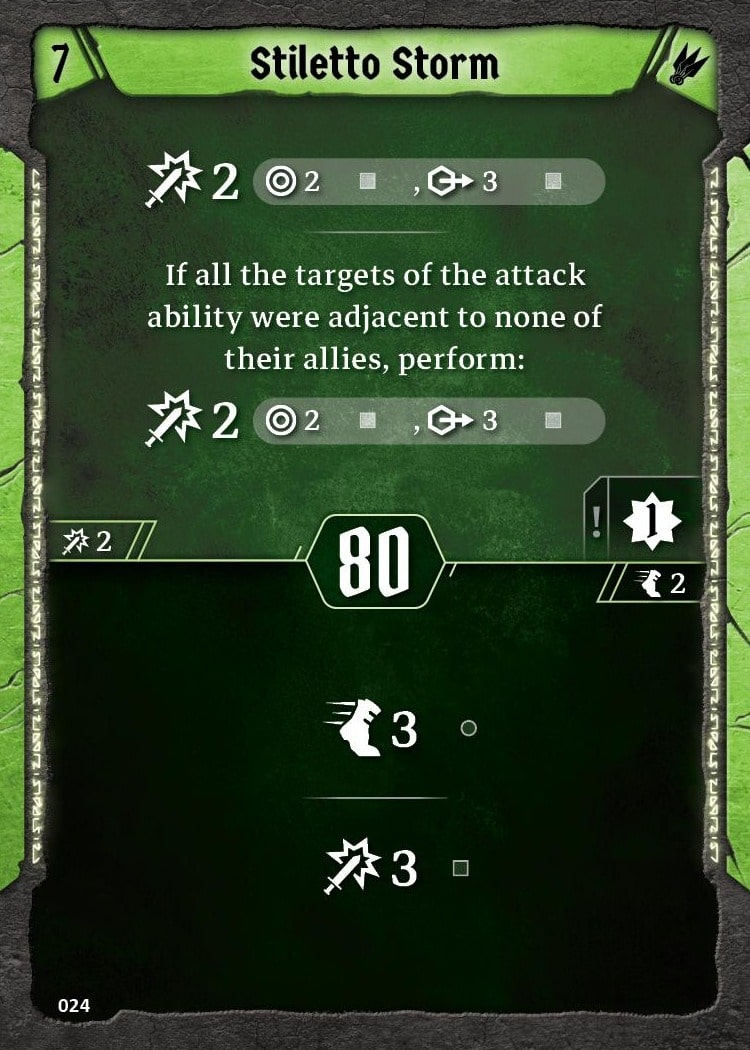 7
Stiletto Storm
2 2 , 3
If all the targets of the attack
ability were adjacent to none of
their allies, perform:
2 2 , 3
! 1
2
80
2
3
3
024